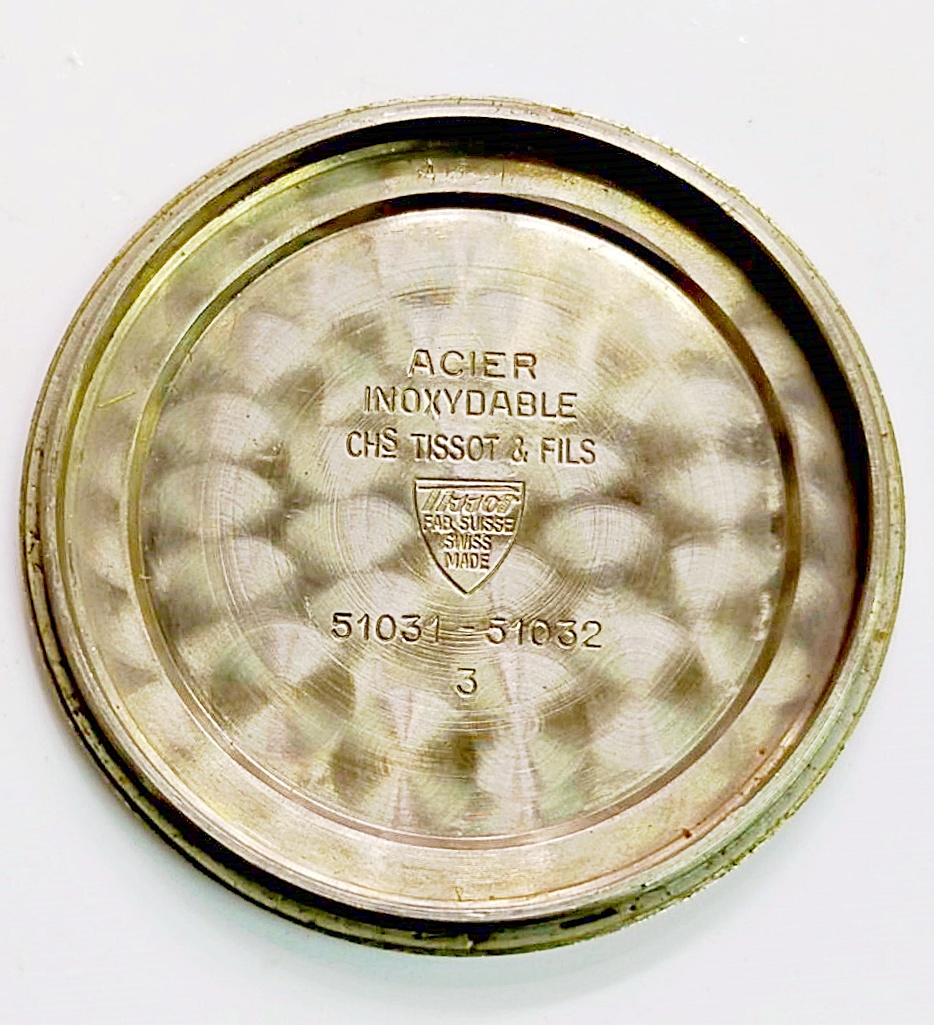 ACIER
INOXYDABLE
CHS TISSOT & FILS
TISSOT
FAB. SUISSE
SWISS
MADE
51031 - 51032
3